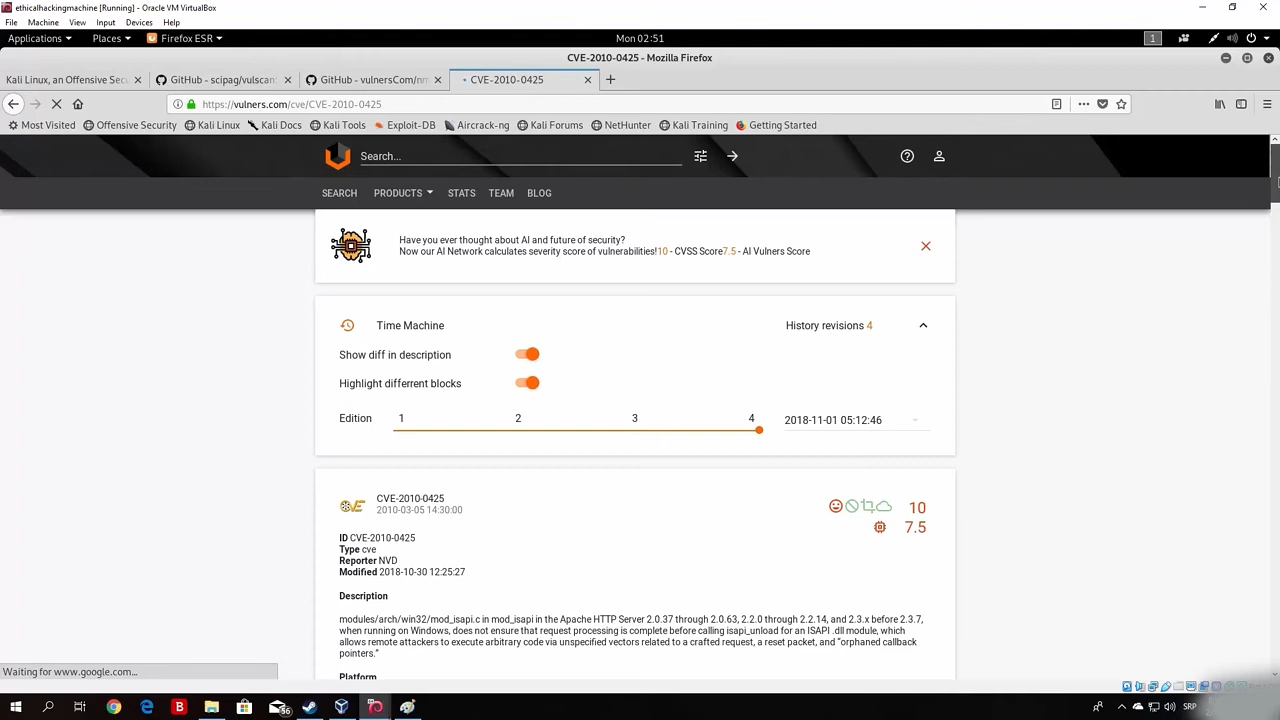 ethicalhackingmachine [Running] - Oracle VM VirtualBox
File Machine View Input Devices Help
Applications Places Firefox ESR Mon 02:51 1
CVE-2010-0425 - Mozilla Firefox
Kali Linux, an Offensive Sec GitHub - scipag/vulscan: GitHub - vulnersCom/nm CVE-2010-0425
https://vulners.com/cve/CVE-2010-0425
Most Visited Offensive Security Kali Linux Kali Docs Kali Tools Exploit-DB Aircrack-ng Kali Forums NetHunter Kali Training Getting Started
Search...
SEARCH PRODUCTS STATS TEAM BLOG
Have you ever thought about AI and future of security?
Now our AI Network calculates severity score of vulnerabilities!10 - CVSS Score7.5 - AI Vulners Score
Time Machine History revisions 4
Show diff in description
Highlight differrent blocks
Edition 1 2 3 4 2018-11-01 05:12:46
CVE CVE-2010-0425 10
2010-03-05 14:30:00
7.5
ID CVE-2010-0425
Type cve
Reporter NVD
Modified 2018-10-30 12:25:27
Description
modules/arch/win32/mod_isapi.c in mod_isapi in the Apache HTTP Server 2.0.37 through 2.0.63, 2.2.0 through 2.2.14, and 2.3.x before 2.3.7,
when running on Windows, does not ensure that request processing is complete before calling isapi_unload for an ISAPI .dll module, which
allows remote attackers to execute arbitrary code via unspecified vectors related to a crafted request, a reset packet, and "orphaned callback
pointers."
Platform
Waiting for www.google.com...
B SRP